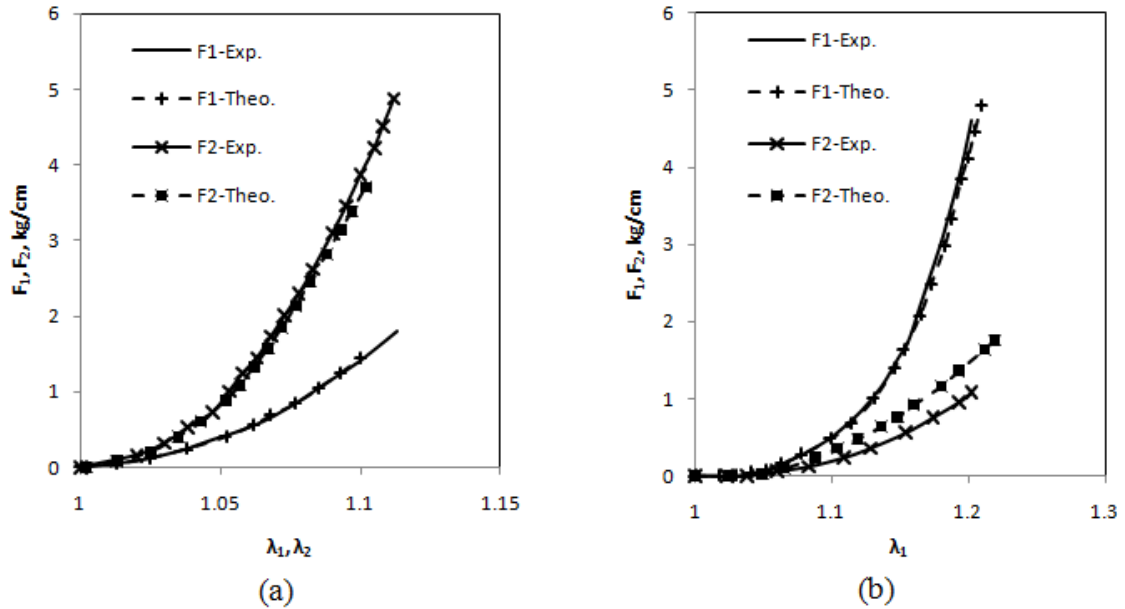 6
5
4
3
2
1
0
F₁, F₂, kg/cm
F1-Exp.
F1-Theo.
F2-Exp.
F2-Theo.
1
1.05
1.1
1.15
λ₁, λ₂
(a)
6
5
4
3
2
1
0
F₁, F₂, kg/cm
F1-Exp.
F1-Theo.
F2-Exp.
F2-Theo.
1
1.1
1.2
1.3
λ₁
(b)